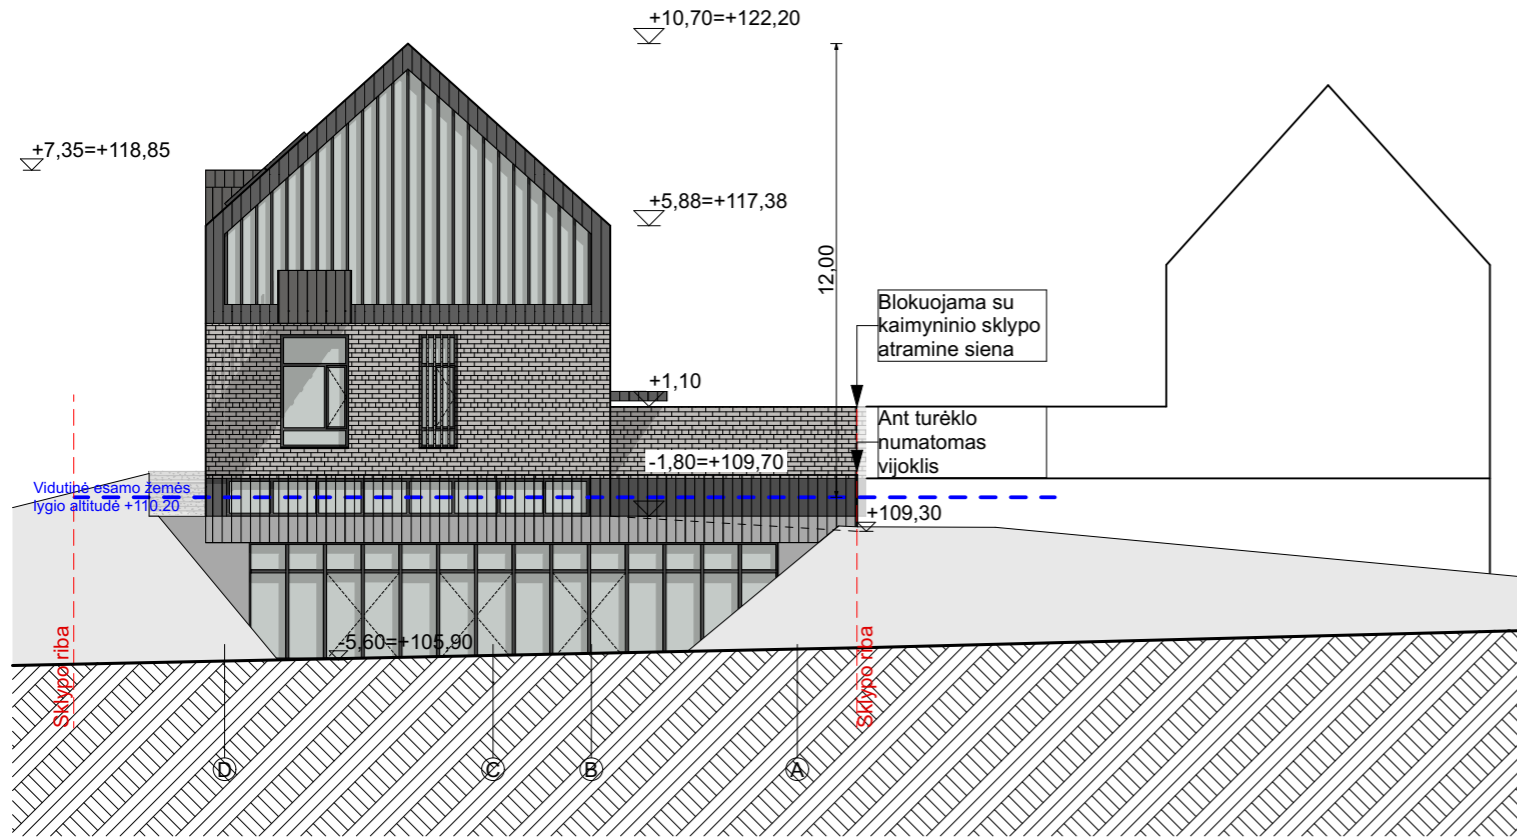 +10,70=+122,20
+7,35=+118,85
+5,88=+117,38
12,00
Blokuojama su
kaimyninio sklypo
atramine siena
+1,10
Ant turėklo
numatomas
vijoklis
-1,80=+109,70
Vidutinė esamo žemės
lygio altitudė +110.20
+109,30
-5,60=+105,90
Sklypo riba
Sklypo riba
D
C
B
A